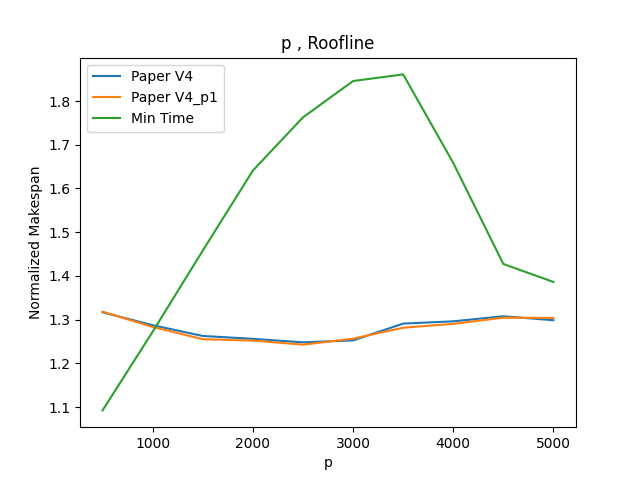 p , Roofline
Paper V4
Paper V4_p1
Min Time
Normalized Makespan
1.8
1.7
1.6
1.5
1.4
1.3
1.2
1.1
1000
2000
3000
4000
5000
p